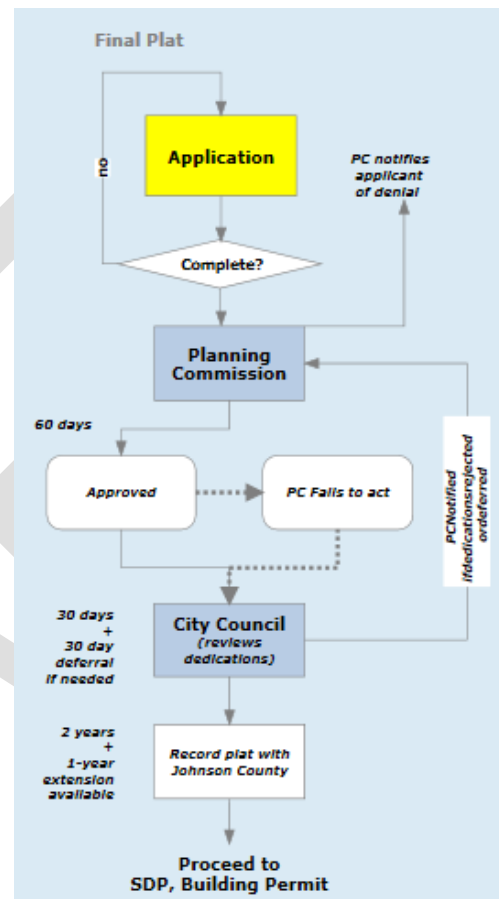 Final Plat
Application
no
PC notifies
applicant
of denial
Complete?
Planning
Commission
60 days
Approved
PC Fails to act
PCNotified
ifdedicationsrejected
ordeferred
30 days
+
30 day
deferral
if needed
City Council
(reviews
dedications)
2 years
+
1-year
extension
available
Record plat with
Johnson County
Proceed to
SDP, Building Permit